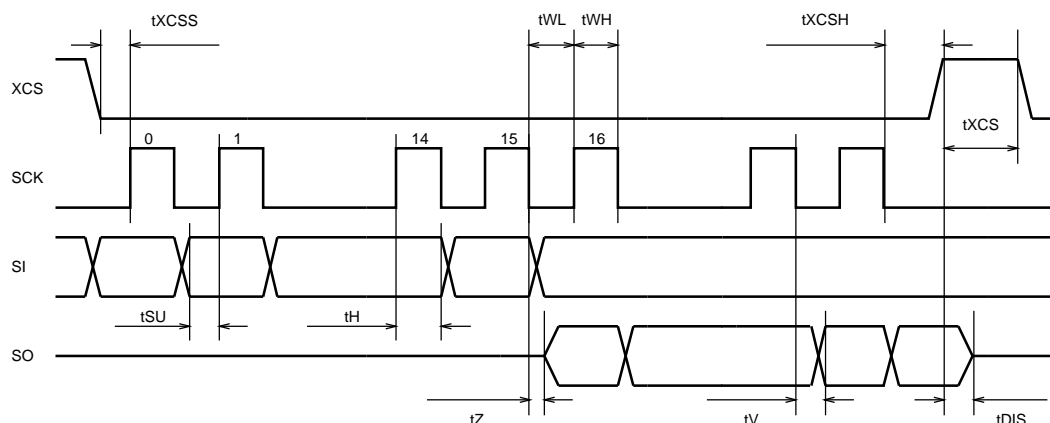 tXCSS
tWL tWH
tXCSH
XCS
tXCS
0 1 14 15 16
SCK
SI
tSU
tH
SO
tZ
tV
tDIS